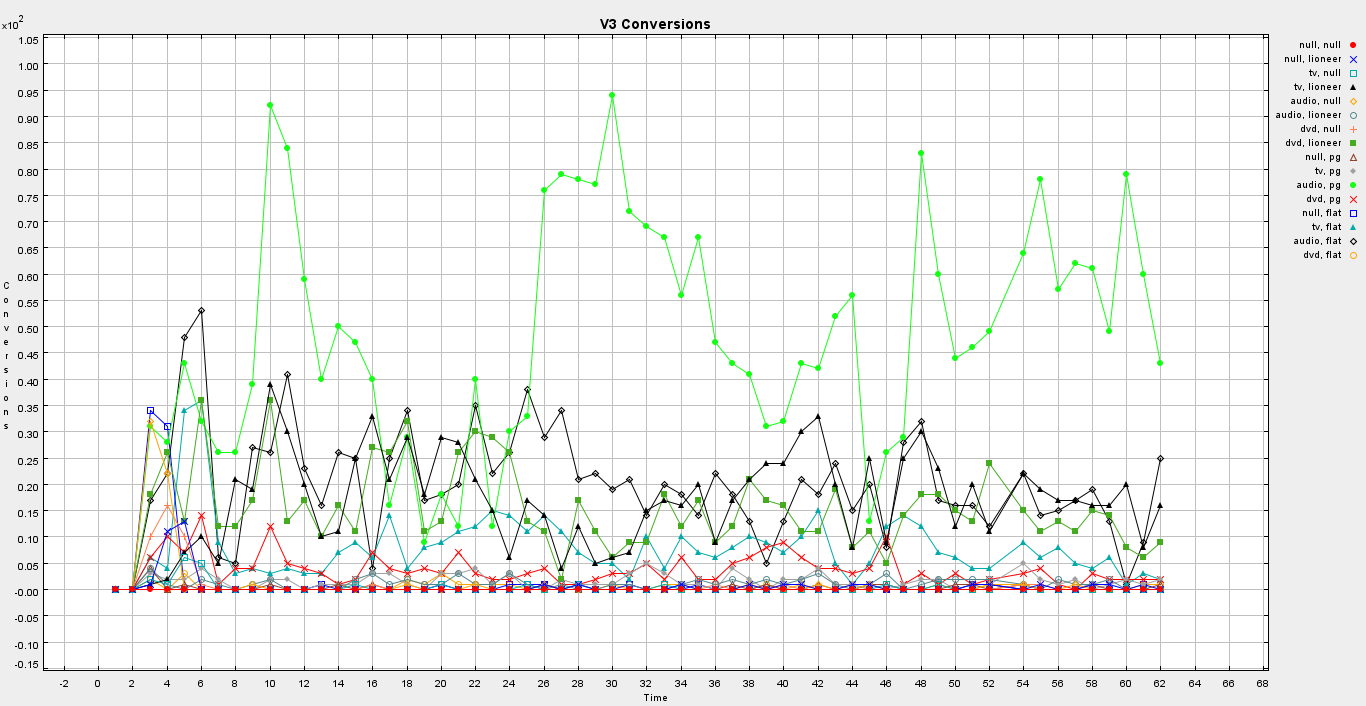 V3 Conversions
×10²
1.05
1.00
0.95
0.90
0.85
0.80
0.75
0.70
0.65
0.60
0.55
0.50
0.45
0.40
0.35
0.30
0.25
0.20
0.15
0.10
0.05
-0.00
-0.05
-0.10
-0.15
Conversions
-2 0 2 4 6 8 10 12 14 16 18 20 22 24 26 28 30 32 34 36 38 40 42 44 46 48 50 52 54 56 58 60 62 64 66 68
Time
null, null
null, lioneer
tv, null
tv, lioneer
audio, null
audio, lioneer
dvd, null
dvd, lioneer
null, pg
tv, pg
audio, pg
dvd, pg
null, flat
tv, flat
audio, flat
dvd, flat